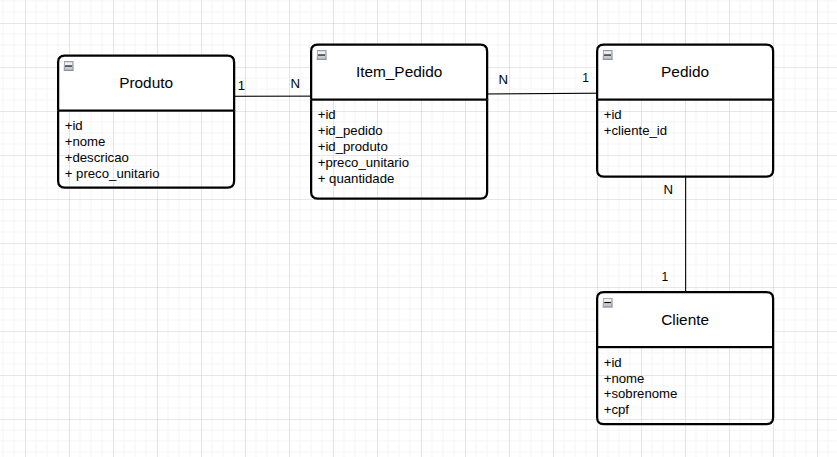 Produto
+id
+nome
+descricao
+ preco_unitario
1
N
Item_Pedido
+id
+id_pedido
+id_produto
+preco_unitario
+ quantidade
N
1
Pedido
+id
+cliente_id
N
1
Cliente
+id
+nome
+sobrenome
+cpf